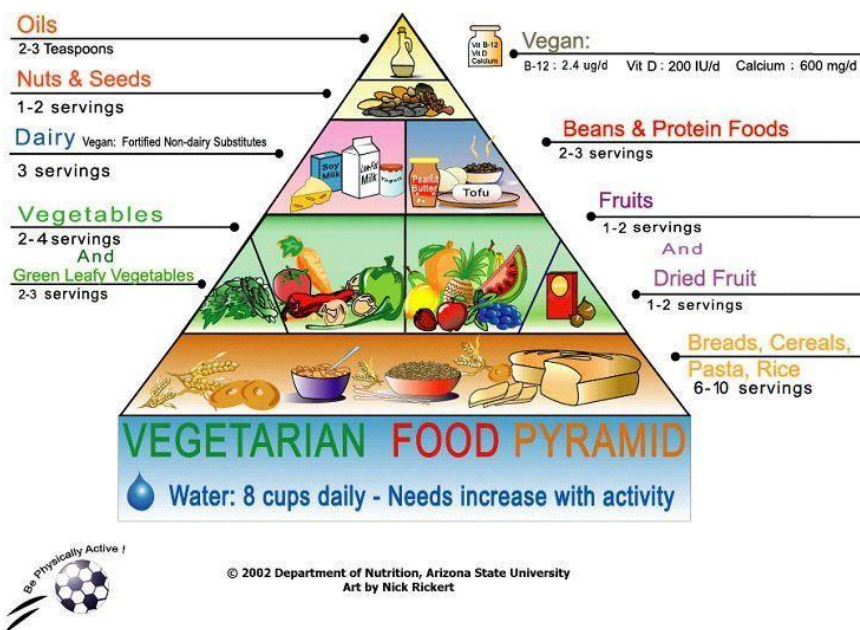 Oils
2-3 Teaspoons
Nuts & Seeds
1-2 servings
Dairy Vegan: Fortified Non-dairy Substitutes
3 servings
Vegetables
2-4 servings
And
Green Leafy Vegetables
2-3 servings
Vit B-12
Vit D
Calcium
Vegan:
B-12 : 2.4 ug/d Vit D : 200 IU/d Calcium : 600 mg/d
Beans & Protein Foods
2-3 servings
Fruits
1-2 servings
And
Dried Fruit
1-2 servings
Breads, Cereals,
Pasta, Rice
6-10 servings
Soy
Milk
Low-Fat
Milk
Yogurt
Peanut
Butter
Tofu
VEGETARIAN FOOD PYRAMID
Water: 8 cups daily - Needs increase with activity
Be Physically Active !
© 2002 Department of Nutrition, Arizona State University
Art by Nick Rickert